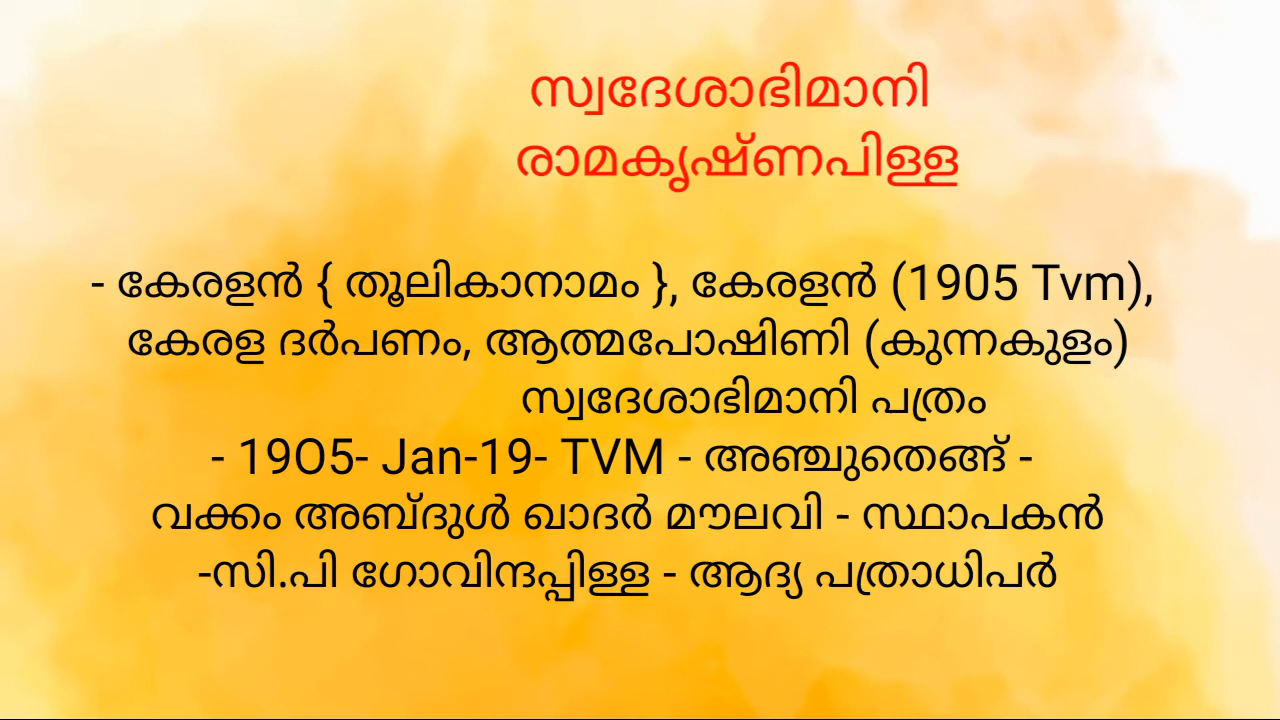 സ്വദേശാഭിമാനി
രാമകൃഷ്ണപിള്ള
- കേരളൻ { തൂലികാനാമം }, കേരളൻ (1905 Tvm),
കേരള ദർപണം, ആത്മപോഷിണി (കുന്നകുളം)
സ്വദേശാഭിമാനി പത്രം
- 19O5- Jan-19- TVM - അഞ്ചുതെങ്ങ് -
വക്കം അബ്ദുൾ ഖാദർ മൗലവി - സ്ഥാപകൻ
-സി.പി ഗോവിന്ദപ്പിള്ള - ആദ്യ പത്രാധിപർ